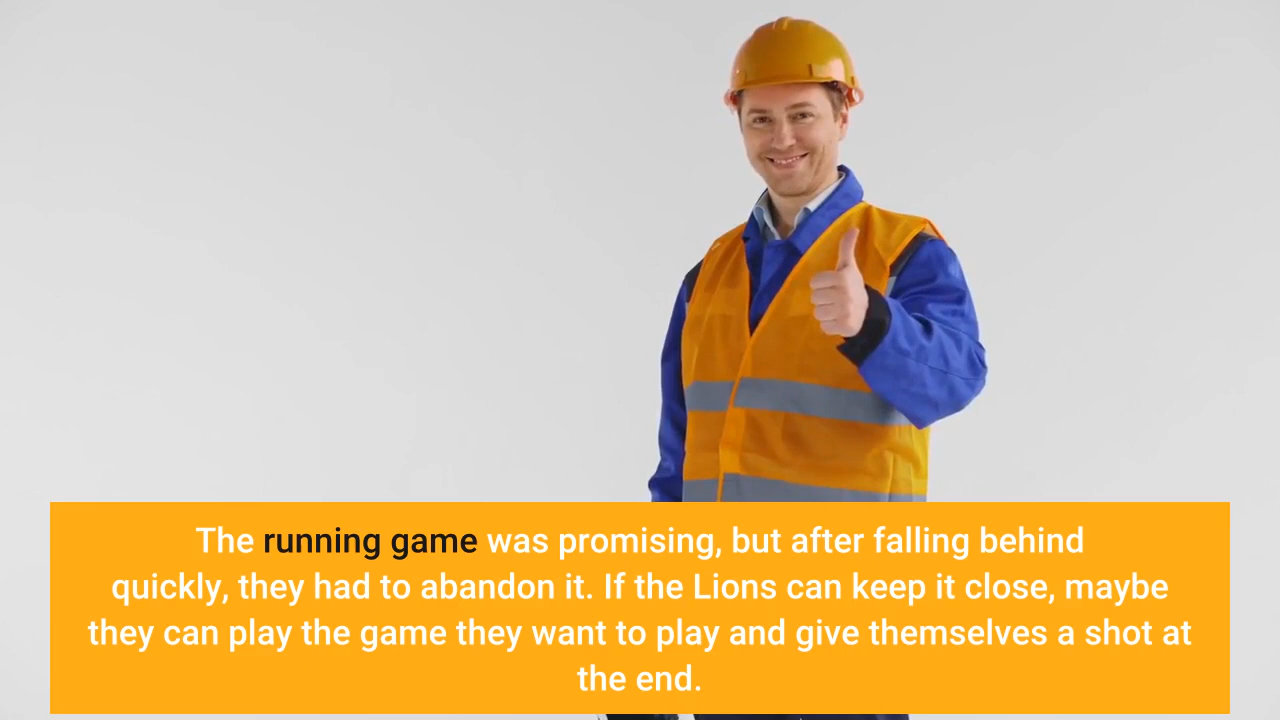 The running game was promising, but after falling behind
quickly, they had to abandon it. If the Lions can keep it close, maybe
they can play the game they want to play and give themselves a shot at
the end.